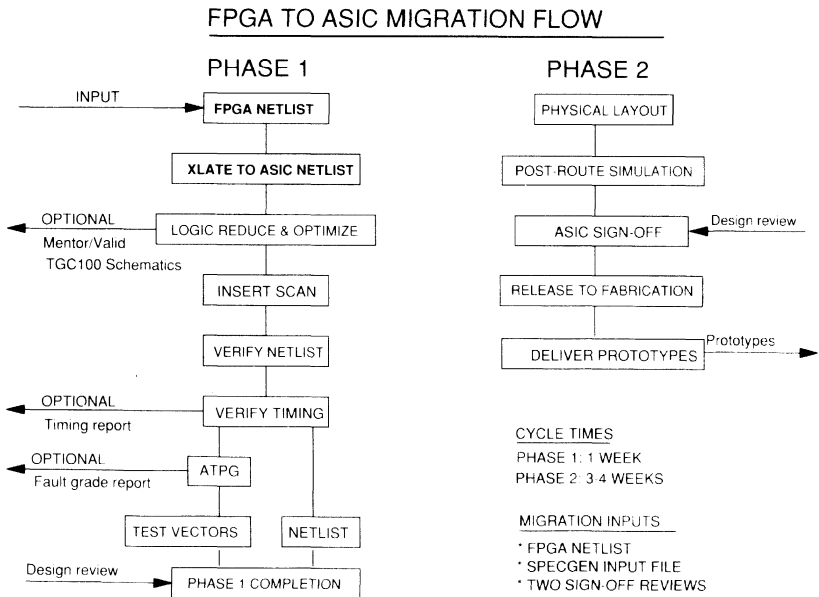 FPGA TO ASIC MIGRATION FLOW
PHASE 1
INPUT
FPGA NETLIST
XLATE TO ASIC NETLIST
OPTIONAL
Mentor/Valid
TGC100 Schematics
LOGIC REDUCE & OPTIMIZE
INSERT SCAN
VERIFY NETLIST
OPTIONAL
Timing report
VERIFY TIMING
OPTIONAL
Fault grade report
ATPG
TEST VECTORS
NETLIST
Design review
PHASE 1 COMPLETION
PHASE 2
PHYSICAL LAYOUT
POST-ROUTE SIMULATION
ASIC SIGN-OFF
Design review
RELEASE TO FABRICATION
DELIVER PROTOTYPES
Prototypes
CYCLE TIMES
PHASE 1: 1 WEEK
PHASE 2: 3-4 WEEKS
MIGRATION INPUTS
* FPGA NETLIST
* SPECGEN INPUT FILE
* TWO SIGN-OFF REVIEWS